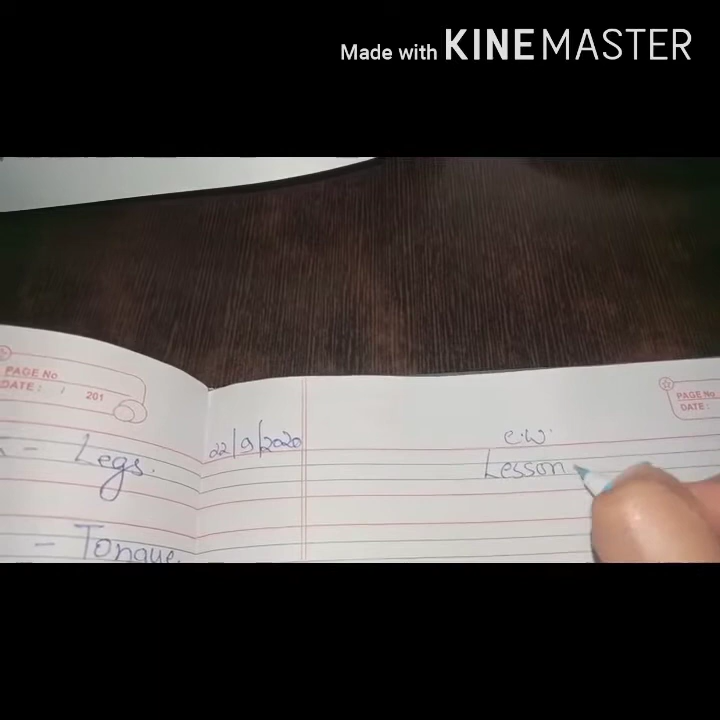 Made with KINEMASTER
PAGE No
DATE: / 201
- Legs.
- Tongue.
22/9/2020
C.W.
Lesson
PAGE No
DATE: